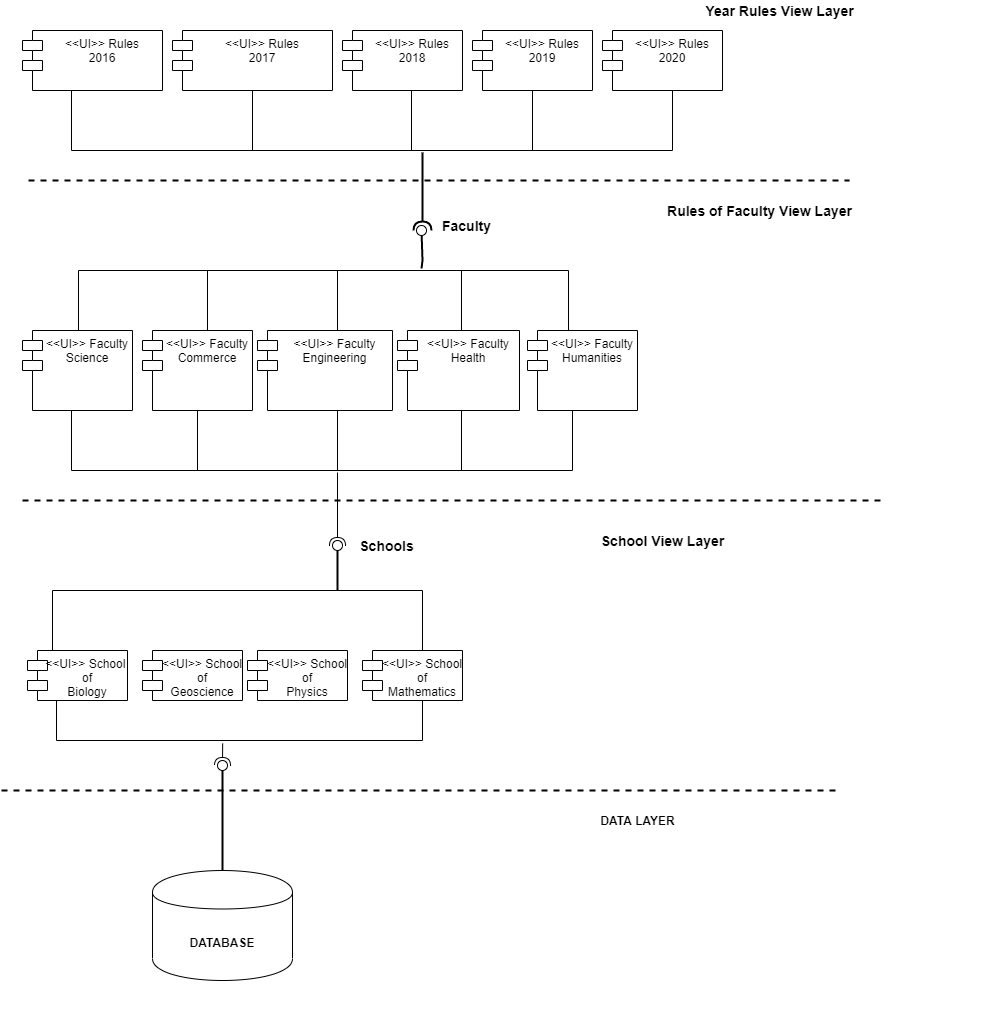 Year Rules View Layer
<<UI>> Rules
2016
<<UI>> Rules
2017
<<UI>> Rules
2018
<<UI>> Rules
2019
<<UI>> Rules
2020
Rules of Faculty View Layer
Faculty
<<UI>> Faculty
Science
<<UI>> Faculty
Commerce
<<UI>> Faculty
Engineering
<<UI>> Faculty
Health
<<UI>> Faculty
Humanities
School View Layer
Schools
<<UI>> School
of
Biology
<<UI>> School
of
Geoscience
<<UI>> School
of
Physics
<<UI>> School
of
Mathematics
DATA LAYER
DATABASE